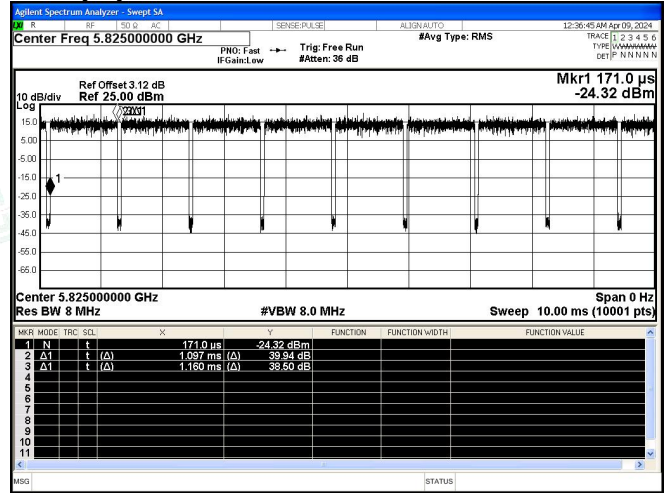 Agilent Spectrum Analyzer - Swept SA
R RF 50 Ω AC SENSE:PULSE ALIGN AUTO 12:36:45 AM Apr 09, 2024
Center Freq 5.825000000 GHz #Avg Type: RMS TRACE 1 2 3 4 5 6
PNO: Fast Trig: Free Run TYPE
IFGain:Low #Atten: 36 dB DET P N N N N N
Ref Offset 3.12 dB Mkr1 171.0 µs
10 dB/div Ref 25.00 dBm -24.32 dBm
Log
15.0
5.00
-5.00
-15.0
1
-25.0
-35.0
-45.0
-55.0
-65.0
Center 5.825000000 GHz Span 0 Hz
Res BW 8 MHz #VBW 8.0 MHz Sweep 10.00 ms (10001 pts)
MKR MODE TRC SCL X Y FUNCTION FUNCTION WIDTH FUNCTION VALUE
1 N t 171.0 µs -24.32 dBm
2 Δ1 t (Δ) 1.097 ms (Δ) 39.94 dB
3 Δ1 t (Δ) 1.160 ms (Δ) 38.50 dB
4
5
6
7
8
9
10
11
MSG STATUS